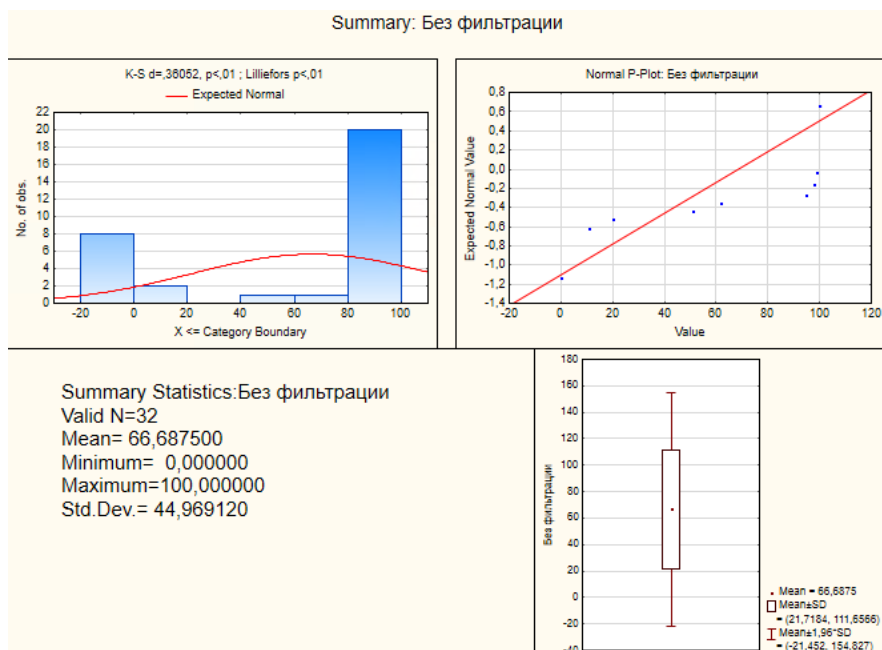 Summary: Без фильтрации
K-S d=,36052, p<,01 ; Lilliefors p<,01
Expected Normal
22
20
18
16
14
12
10
8
6
4
2
0
No. of obs.
-20 0 20 40 60 80 100
X <= Category Boundary
Normal P-Plot: Без фильтрации
0,8
0,6
0,4
0,2
0,0
-0,2
-0,4
-0,6
-0,8
-1,0
-1,2
-1,4
Expected Normal Value
-20 0 20 40 60 80 100 120
Value
Summary Statistics:Без фильтрации
Valid N=32
Mean= 66,687500
Minimum= 0,000000
Maximum=100,000000
Std.Dev.= 44,969120
180
160
140
120
100
80
60
40
20
0
-20
-40
Без фильтрации
Mean = 66,6875
Mean±SD
= (21,7184, 111,6566)
Mean±1,96*SD
= (-21,452, 154,827)